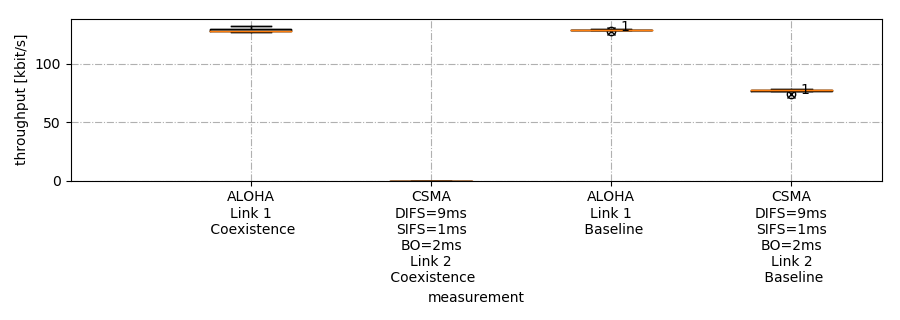 throughput [kbit/s]
100
50
0
1
1
ALOHA
Link 1
Coexistence
CSMA
DIFS=9ms
SIFS=1ms
BO=2ms
Link 2
Coexistence
ALOHA
Link 1
Baseline
CSMA
DIFS=9ms
SIFS=1ms
BO=2ms
Link 2
Baseline
measurement